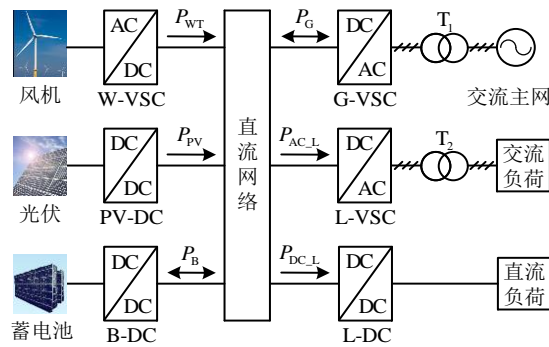 AC
DC
P_WT
P_G
DC
AC
T_1
风机
W-VSC
G-VSC
交流主网
DC
DC
P_PV
直流网络
P_AC_L
DC
AC
T_2
交流
负荷
光伏
PV-DC
L-VSC
DC
DC
P_B
P_DC_L
DC
DC
直流
负荷
蓄电池
B-DC
L-DC